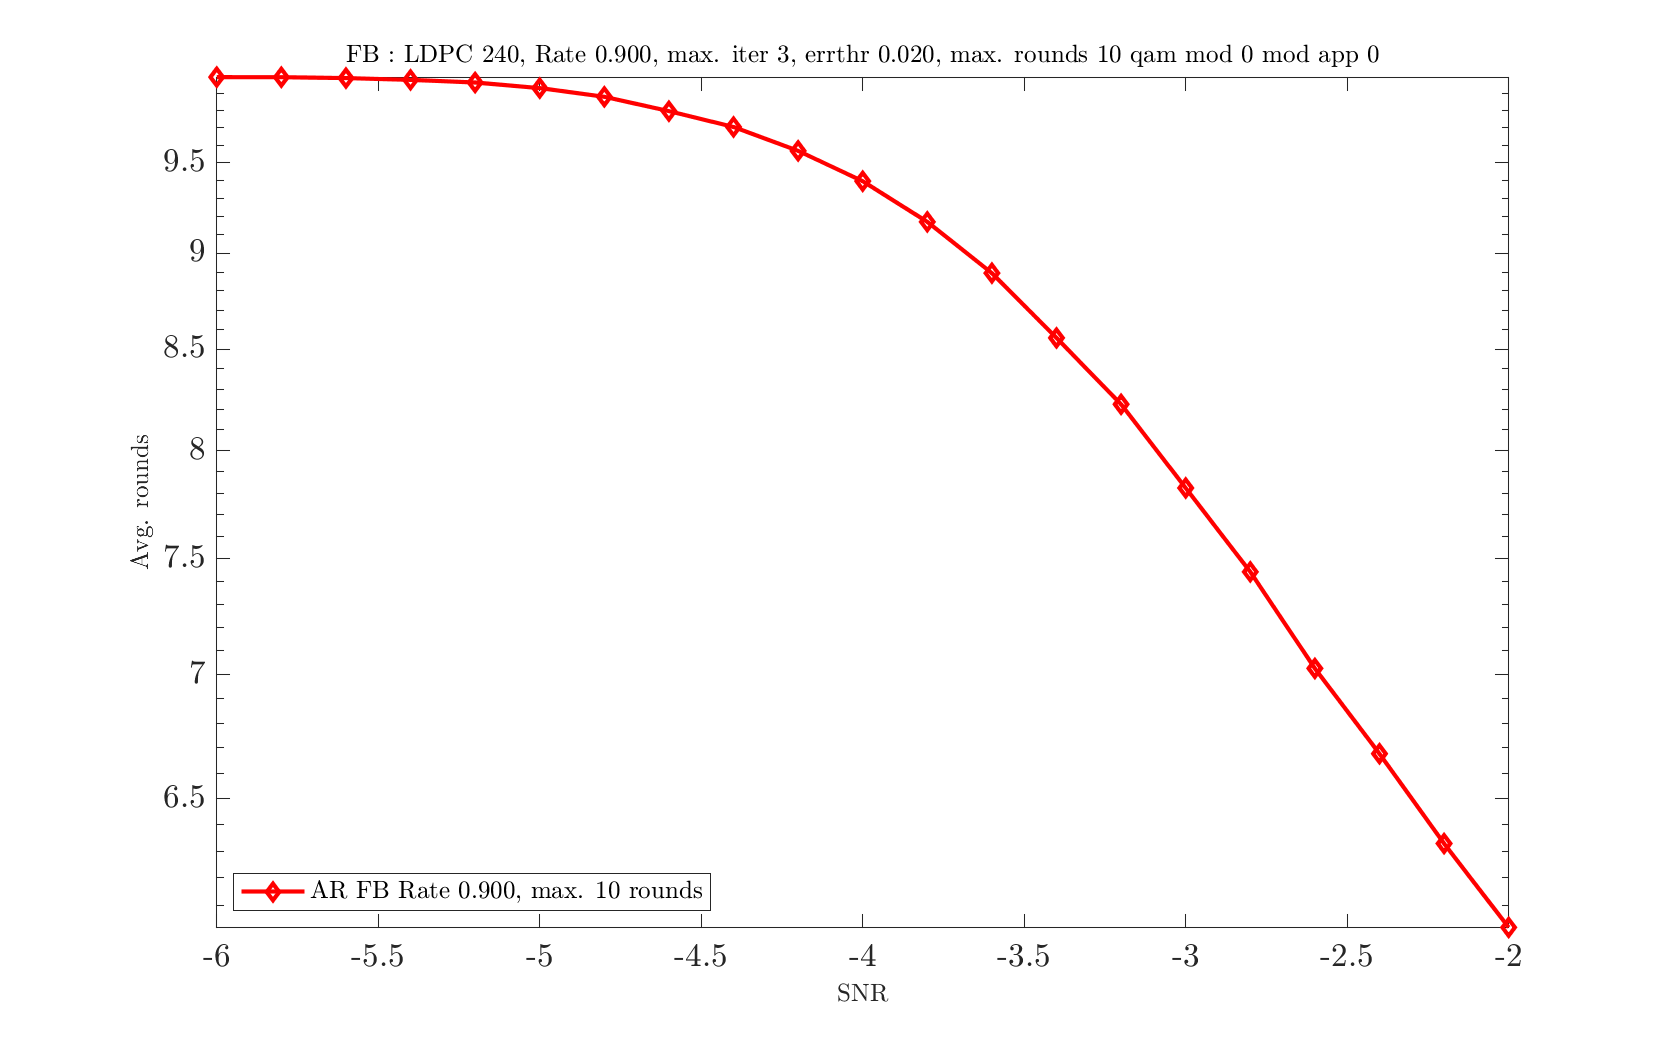 FB : LDPC 240, Rate 0.900, max. iter 3, errthr 0.020, max. rounds 10 qam mod 0 mod app 0
9.5
9
8.5
8
7.5
7
6.5
Avg. rounds
AR FB Rate 0.900, max. 10 rounds
-6 -5.5 -5 -4.5 -4 -3.5 -3 -2.5 -2
SNR